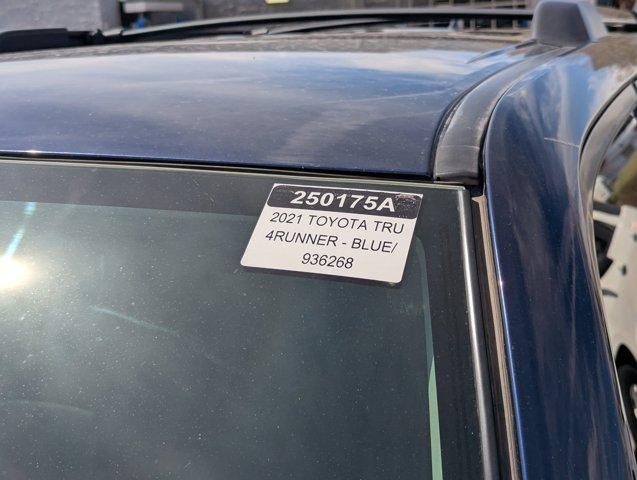 250175A
2021 TOYOTA TRU
4RUNNER - BLUE/
936268